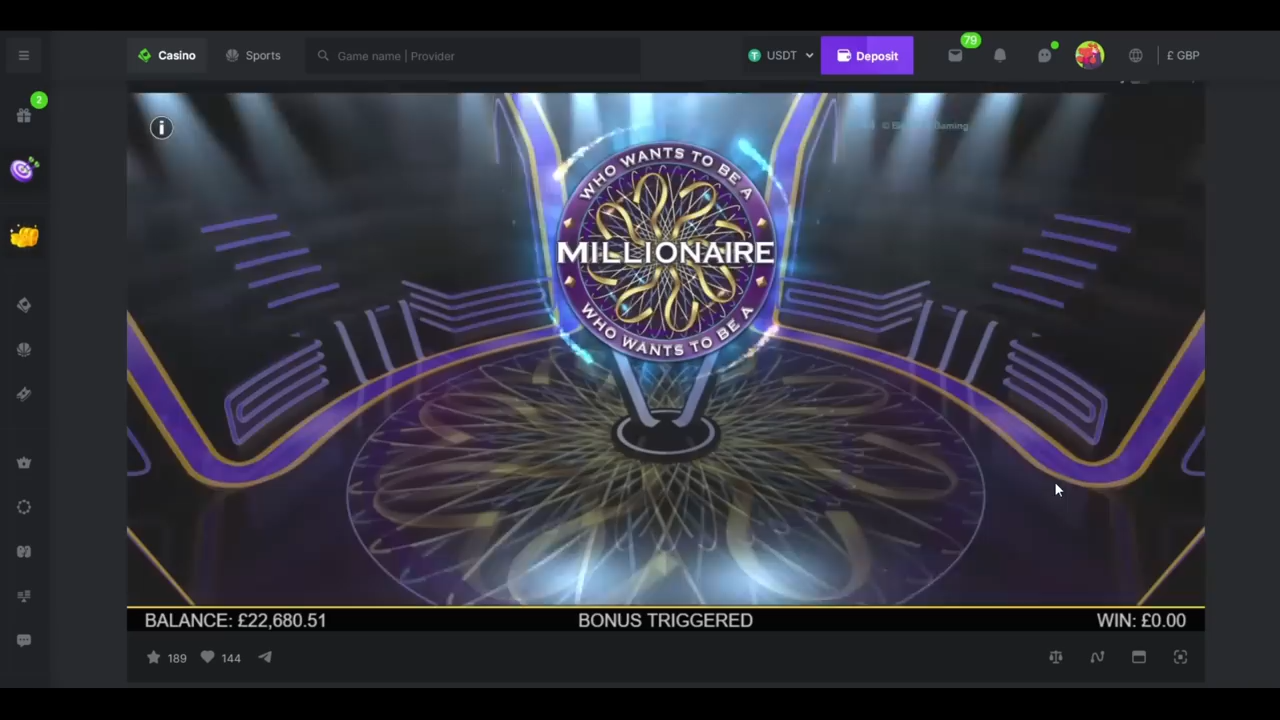 Casino
Sports
Game name | Provider
USDT
Deposit
79
£ GBP
2
WHO WANTS TO BE A
MILLIONAIRE
WHO WANTS TO BE A
BALANCE: £22,680.51
BONUS TRIGGERED
WIN: £0.00
189
144